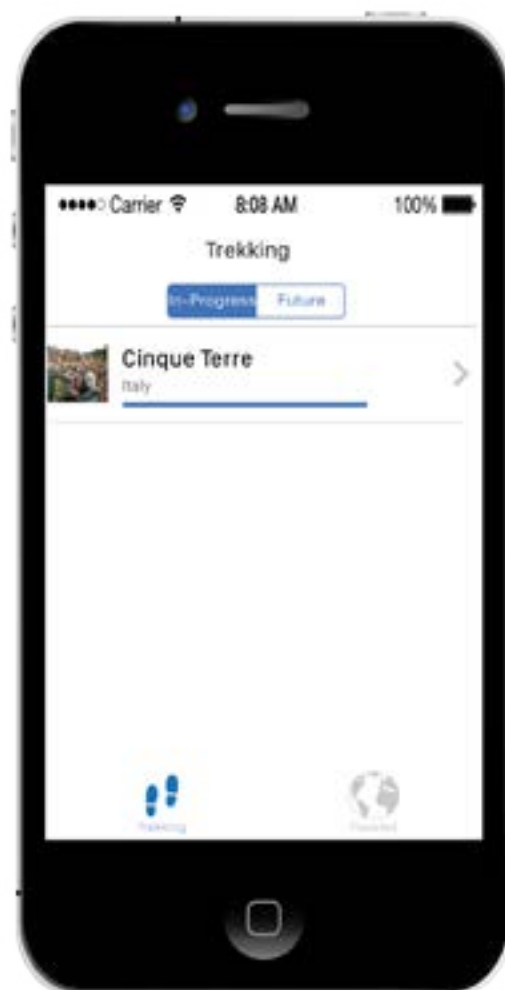 Carrier 8:08 AM 100%
Trekking
In-Progress Future
Cinque Terre
Italy
Trekking